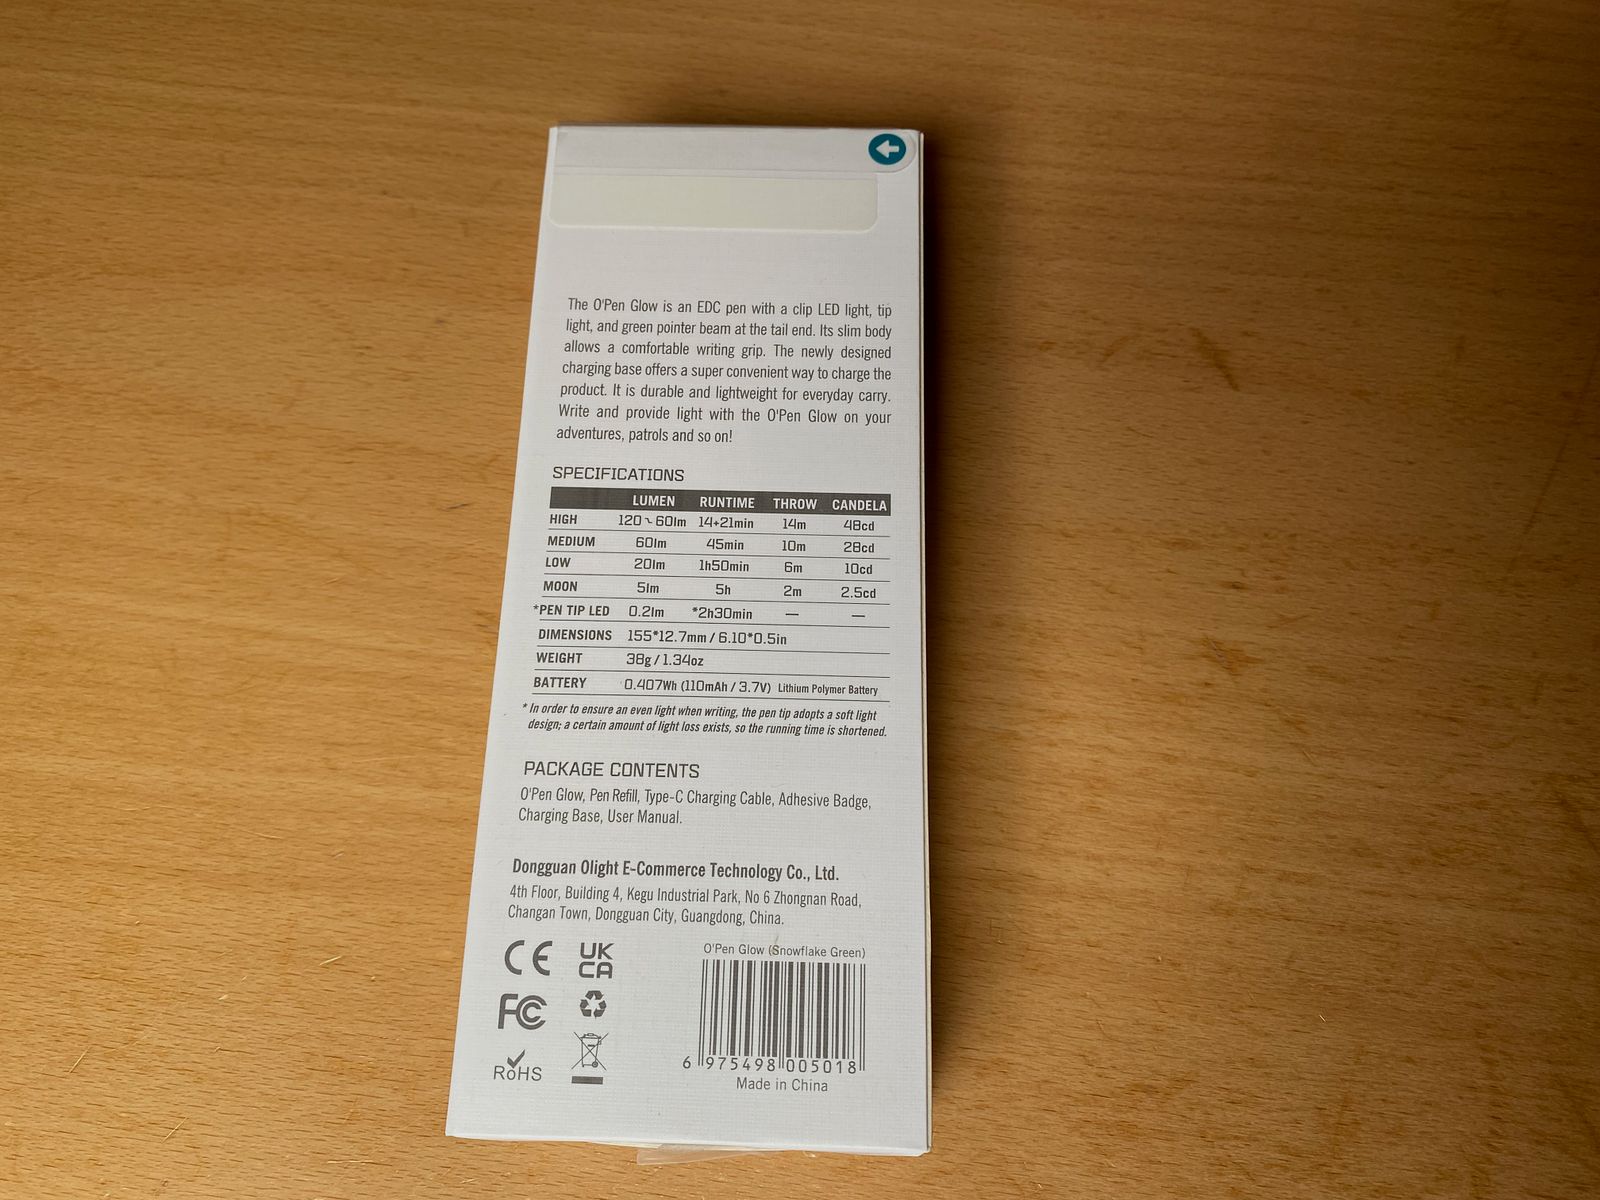 The O'Pen Glow is an EDC pen with a clip LED light, tip
light, and green pointer beam at the tail end. Its slim body
allows a comfortable writing grip. The newly designed
charging base offers a super convenient way to charge the
product. It is durable and lightweight for everyday carry.
Write and provide light with the O'Pen Glow on your
adventures, patrols and so on!
SPECIFICATIONS
LUMEN RUNTIME THROW CANDELA
HIGH 120~60lm 14+21min 14m 48cd
MEDIUM 60lm 45min 10m 28cd
LOW 20lm 1h50min 6m 10cd
MOON 5lm 5h 2m 2.5cd
*PEN TIP LED 0.2lm *2h30min — —
DIMENSIONS 155*12.7mm / 6.10*0.5in
WEIGHT 38g / 1.34oz
BATTERY 0.407Wh (110mAh / 3.7V) Lithium Polymer Battery
* In order to ensure an even light when writing, the pen tip adopts a soft light
design; a certain amount of light loss exists, so the running time is shortened.
PACKAGE CONTENTS
O'Pen Glow, Pen Refill, Type-C Charging Cable, Adhesive Badge,
Charging Base, User Manual.
Dongguan Olight E-Commerce Technology Co., Ltd.
4th Floor, Building 4, Kegu Industrial Park, No 6 Zhongnan Road,
Changan Town, Dongguan City, Guangdong, China.
CE UK
CA
FC
RoHS
O'Pen Glow (Snowflake Green)
6 975498 005018
Made in China